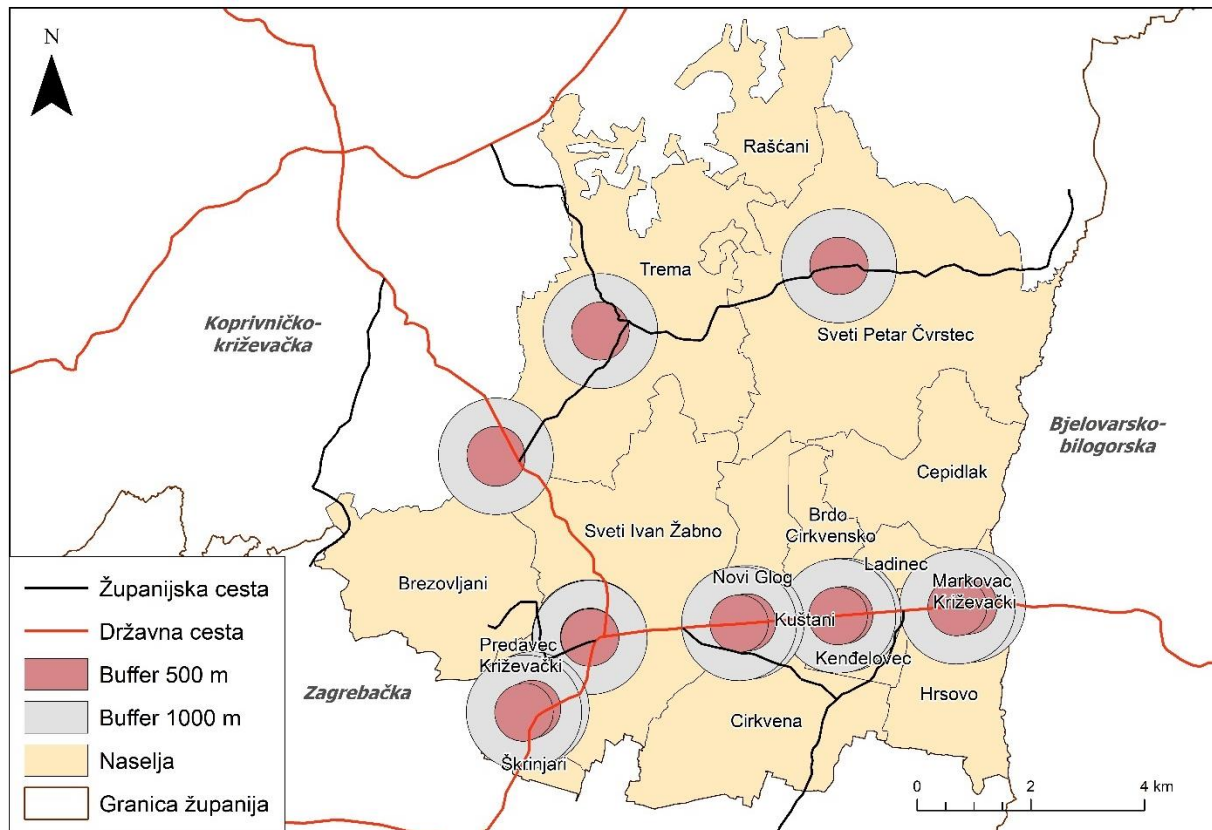 N
Rašćani
Trema
Koprivničko-
križevačka
Sveti Petar Čvrstec
Bjelovarsko-
bilogorska
Cepidlak
Brdo
Cirkvensko
Sveti Ivan Žabno
Ladinec
Brezovljani
Novi Glog
Markovac
Križevački
Kuštani
Predavec
Križevački
Kenđelovec
Zagrebačka
Hrsovo
Cirkvena
Škrinjari
Županijska cesta
Državna cesta
Buffer 500 m
Buffer 1000 m
Naselja
Granica županija
0 2 4 km